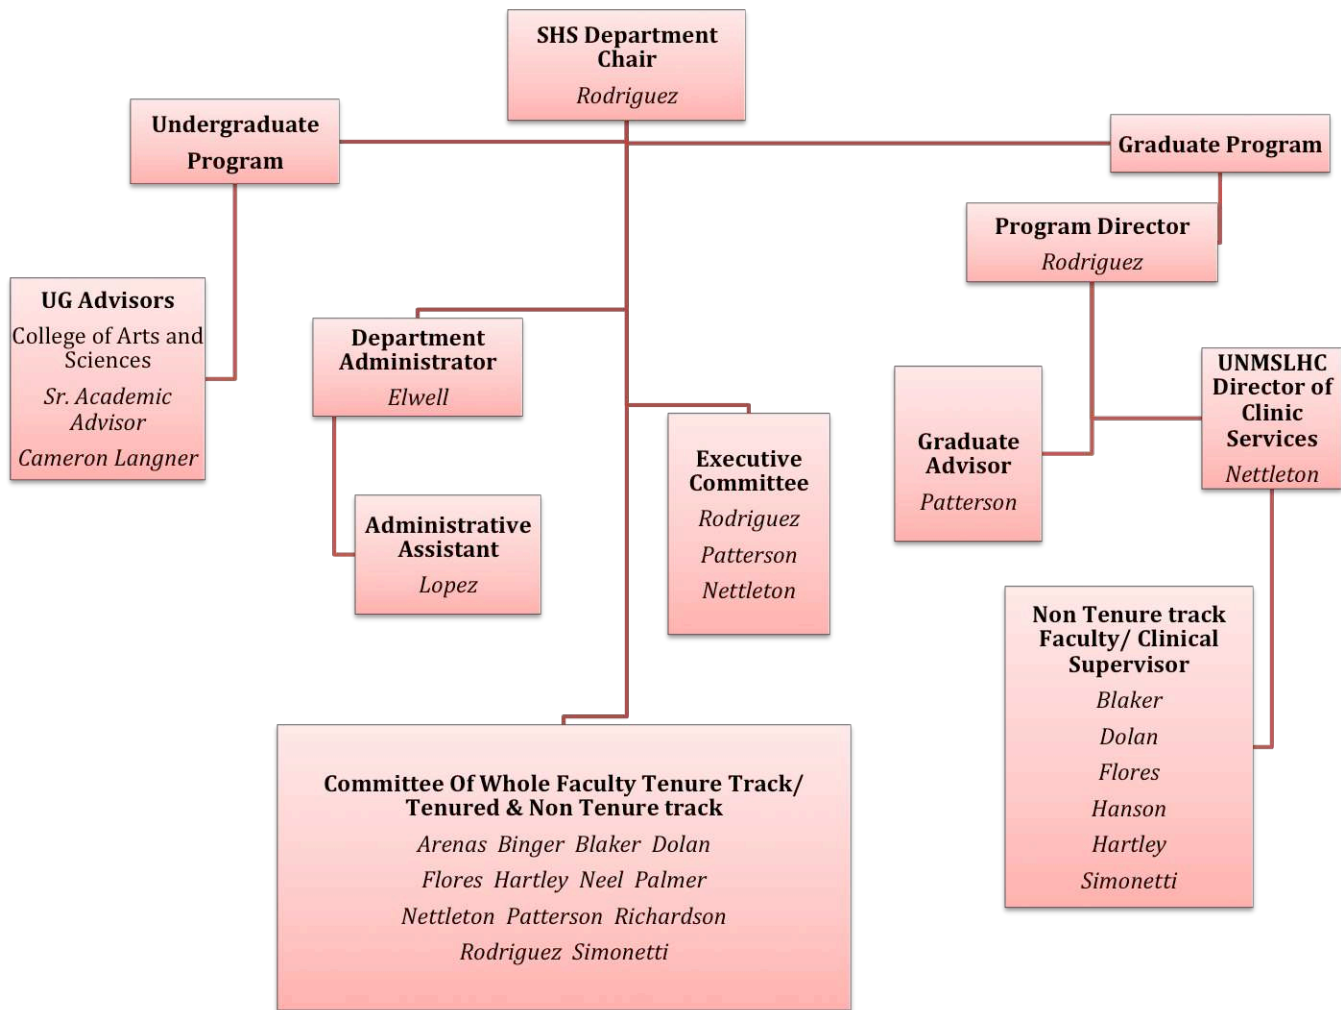 SHS Department
Chair
Rodriguez
Undergraduate
Program
Graduate Program
Program Director
Rodriguez
UG Advisors
College of Arts and
Sciences
Sr. Academic
Advisor
Cameron Langner
Department
Administrator
Elwell
Administrative
Assistant
Lopez
Executive
Committee
Rodriguez
Patterson
Nettleton
Graduate
Advisor
Patterson
UNMSLHC
Director of
Clinic
Services
Nettleton
Non Tenure track
Faculty/ Clinical
Supervisor
Blaker
Dolan
Flores
Hanson
Hartley
Simonetti
Committee Of Whole Faculty Tenure Track/
Tenured & Non Tenure track
Arenas Binger Blaker Dolan
Flores Hartley Neel Palmer
Nettleton Patterson Richardson
Rodriguez Simonetti